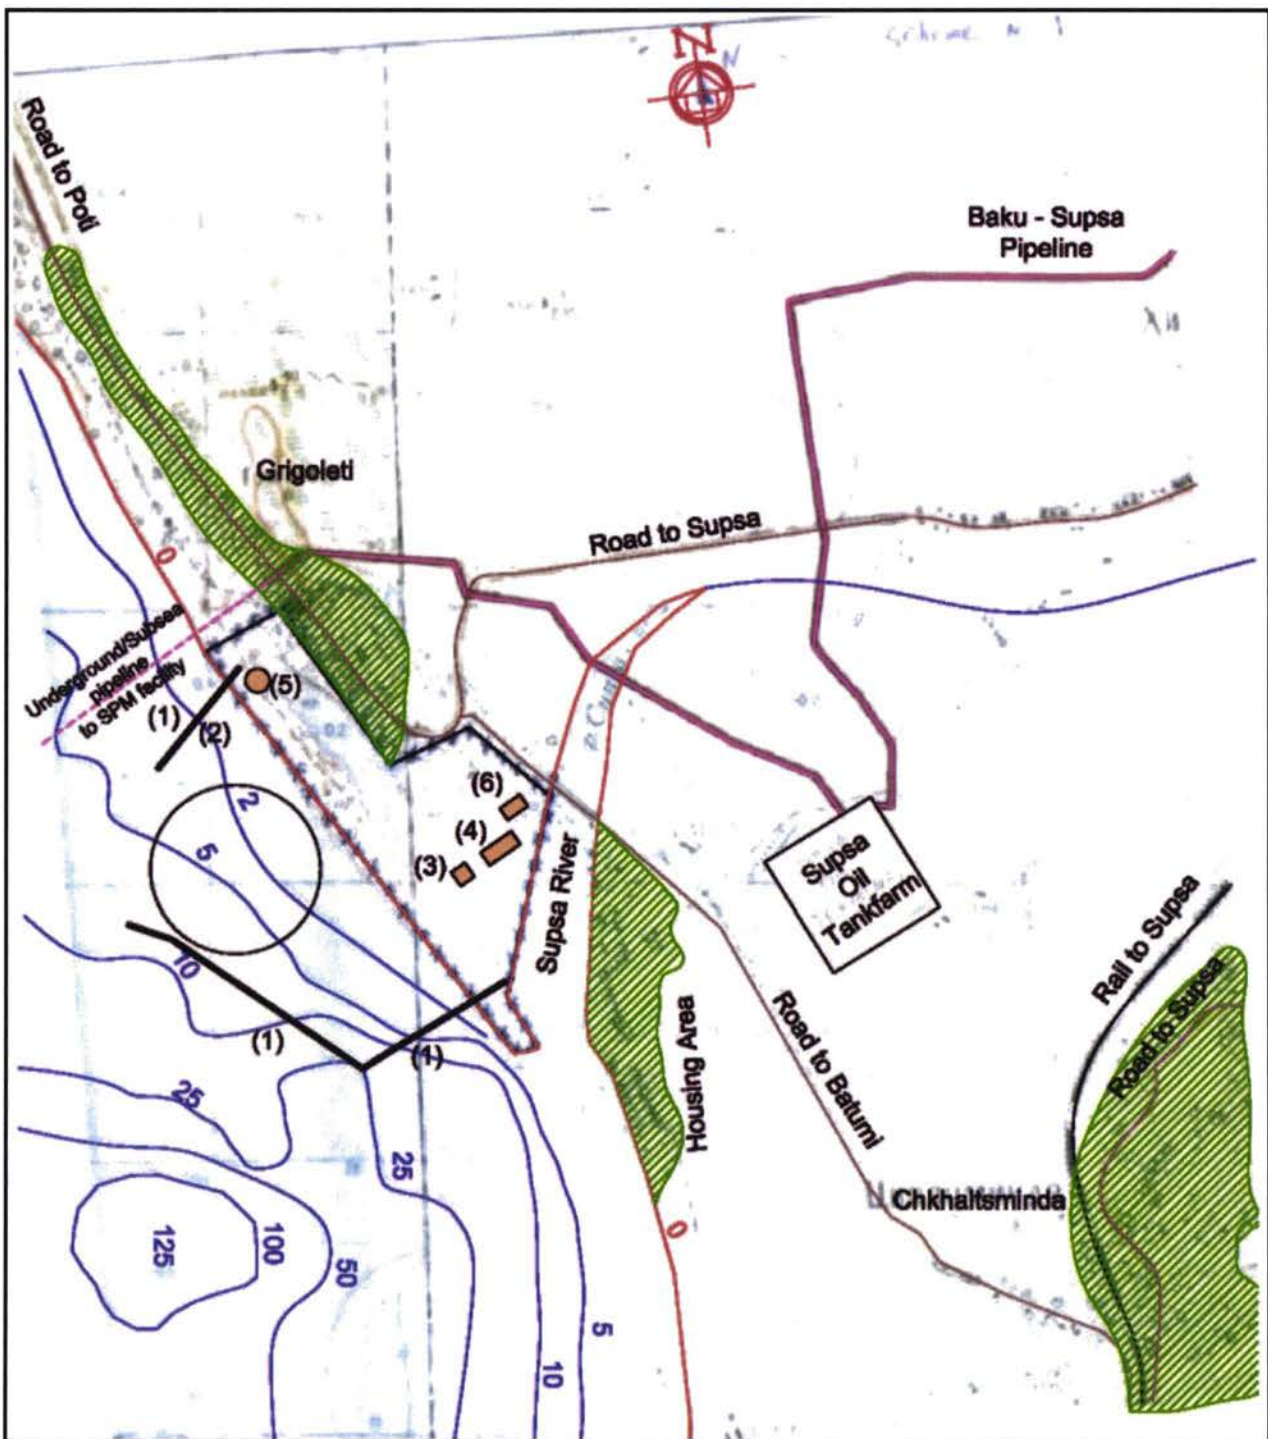 Scheme N 1
N
N
Road to Poti
Baku - Supsa
Pipeline
Grigoleti
Road to Supsa
0
Underground/Subsea
pipeline
to SPM facility
(5)
(1)
(2)
2
5
(6)
(4)
(3)
Supsa River
Supsa
Oil
Tankfarm
10
(1)
(1)
Housing Area
Road to Batumi
Rail to Supsa
Road to Supsa
25
25
Chkhaltsminda
125
100
50
0
5
10